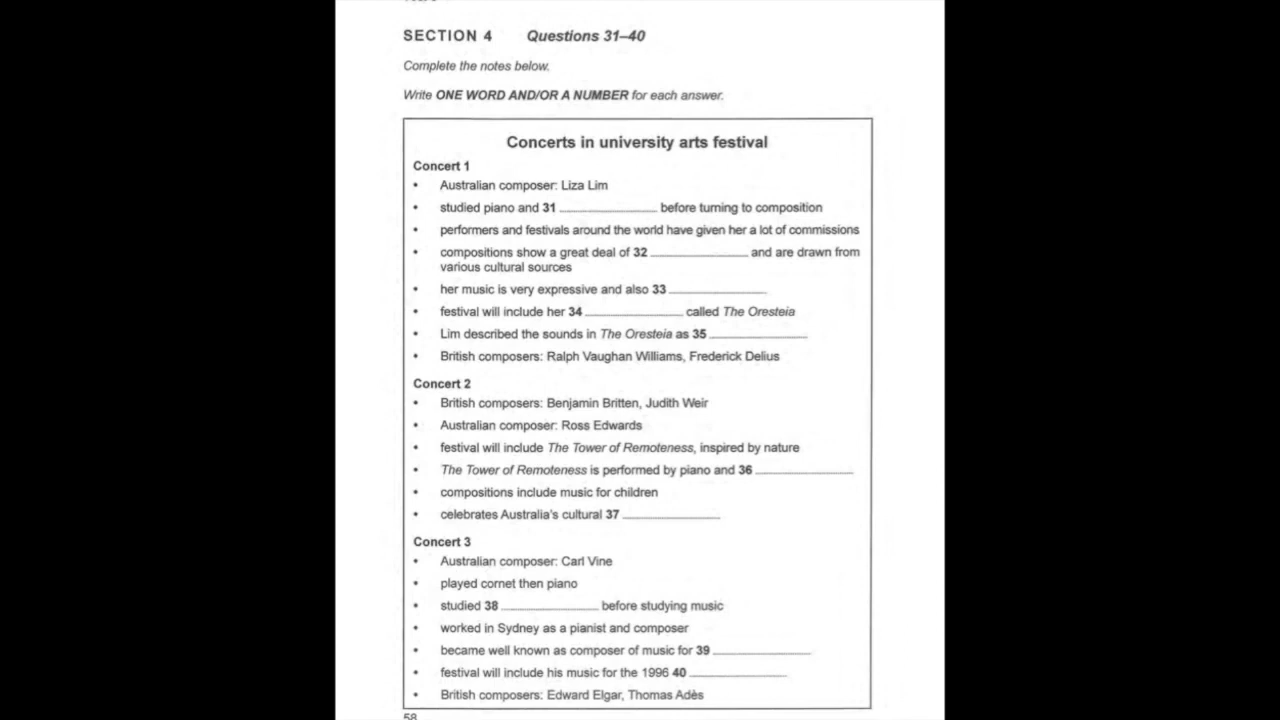 SECTION 4 Questions 31–40
Complete the notes below.
Write ONE WORD AND/OR A NUMBER for each answer.
Concerts in university arts festival
Concert 1
• Australian composer: Liza Lim
• studied piano and 31 ______ before turning to composition
• performers and festivals around the world have given her a lot of commissions
• compositions show a great deal of 32 ______ and are drawn from
various cultural sources
• her music is very expressive and also 33 ______
• festival will include her 34 ______ called The Oresteia
• Lim described the sounds in The Oresteia as 35 ______
• British composers: Ralph Vaughan Williams, Frederick Delius
Concert 2
• British composers: Benjamin Britten, Judith Weir
• Australian composer: Ross Edwards
• festival will include The Tower of Remoteness, inspired by nature
• The Tower of Remoteness is performed by piano and 36 ______
• compositions include music for children
• celebrates Australia's cultural 37 ______
Concert 3
• Australian composer: Carl Vine
• played cornet then piano
• studied 38 ______ before studying music
• worked in Sydney as a pianist and composer
• became well known as composer of music for 39 ______
• festival will include his music for the 1996 40 ______
• British composers: Edward Elgar, Thomas Adès
58